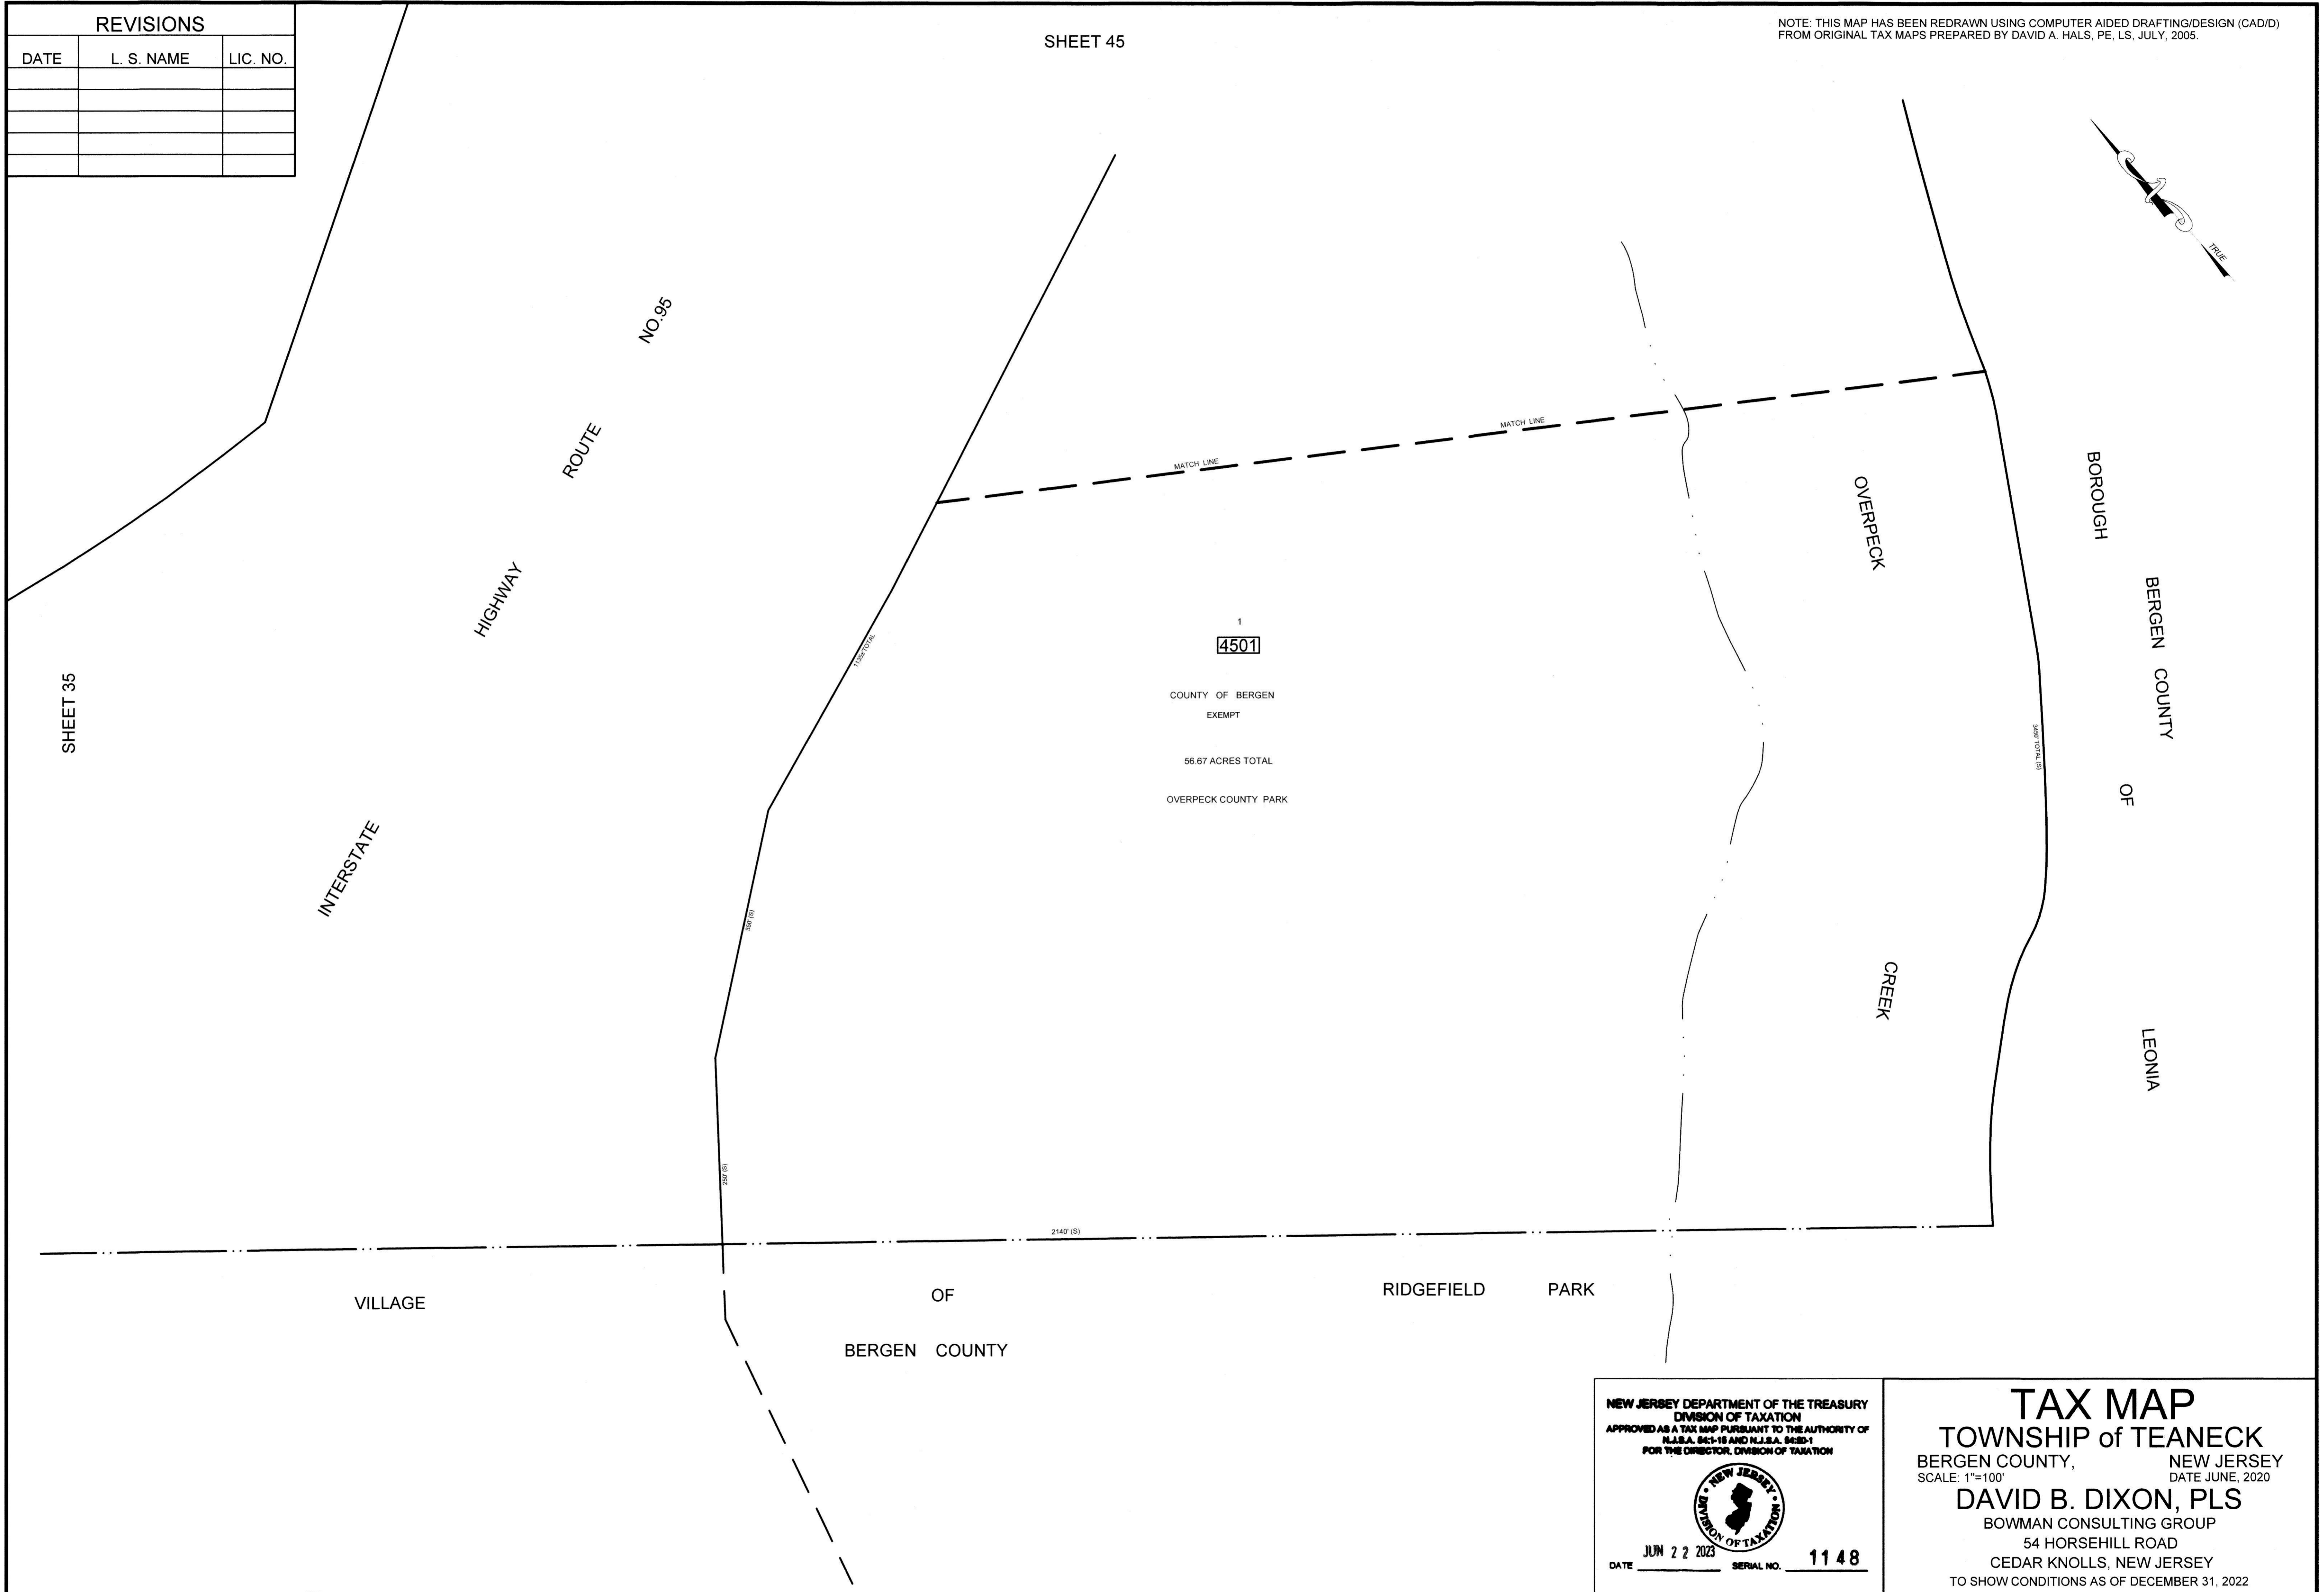 REVISIONS
DATE L. S. NAME LIC. NO.
SHEET 45
NOTE: THIS MAP HAS BEEN REDRAWN USING COMPUTER AIDED DRAFTING/DESIGN (CAD/D)
FROM ORIGINAL TAX MAPS PREPARED BY DAVID A. HALS, PE, LS, JULY, 2005.
TRUE
INTERSTATE HIGHWAY ROUTE NO.95
SHEET 35
MATCH LINE
MATCH LINE
1135± TOTAL
350' (S)
250' (S)
1
4501
COUNTY OF BERGEN
EXEMPT
56.67 ACRES TOTAL
OVERPECK COUNTY PARK
OVERPECK CREEK
3450' TOTAL (S)
BOROUGH OF LEONIA
BERGEN COUNTY
2140' (S)
VILLAGE OF RIDGEFIELD PARK
BERGEN COUNTY
NEW JERSEY DEPARTMENT OF THE TREASURY
DIVISION OF TAXATION
APPROVED AS A TAX MAP PURSUANT TO THE AUTHORITY OF
N.J.S.A. 54:1-15 AND N.J.S.A. 54:50-1
FOR THE DIRECTOR, DIVISION OF TAXATION
NEW JERSEY
DIVISION OF TAXATION
DATE JUN 22 2023 SERIAL NO. 1148
TAX MAP
TOWNSHIP of TEANECK
BERGEN COUNTY, NEW JERSEY
SCALE: 1"=100' DATE JUNE, 2020
DAVID B. DIXON, PLS
BOWMAN CONSULTING GROUP
54 HORSEHILL ROAD
CEDAR KNOLLS, NEW JERSEY
TO SHOW CONDITIONS AS OF DECEMBER 31, 2022